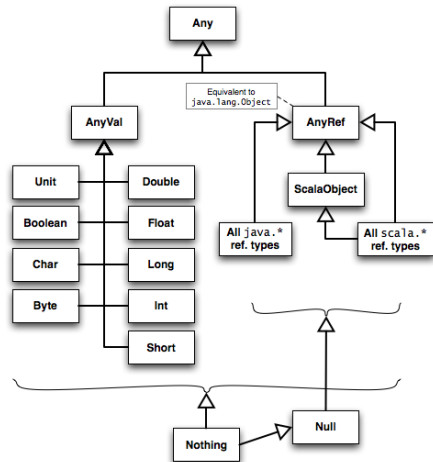 Any
Equivalent to
java.lang.Object
AnyVal
AnyRef
Unit
Double
ScalaObject
Boolean
Float
All java.*
ref. types
All scala.*
ref. types
Char
Long
Byte
Int
Short
Null
Nothing